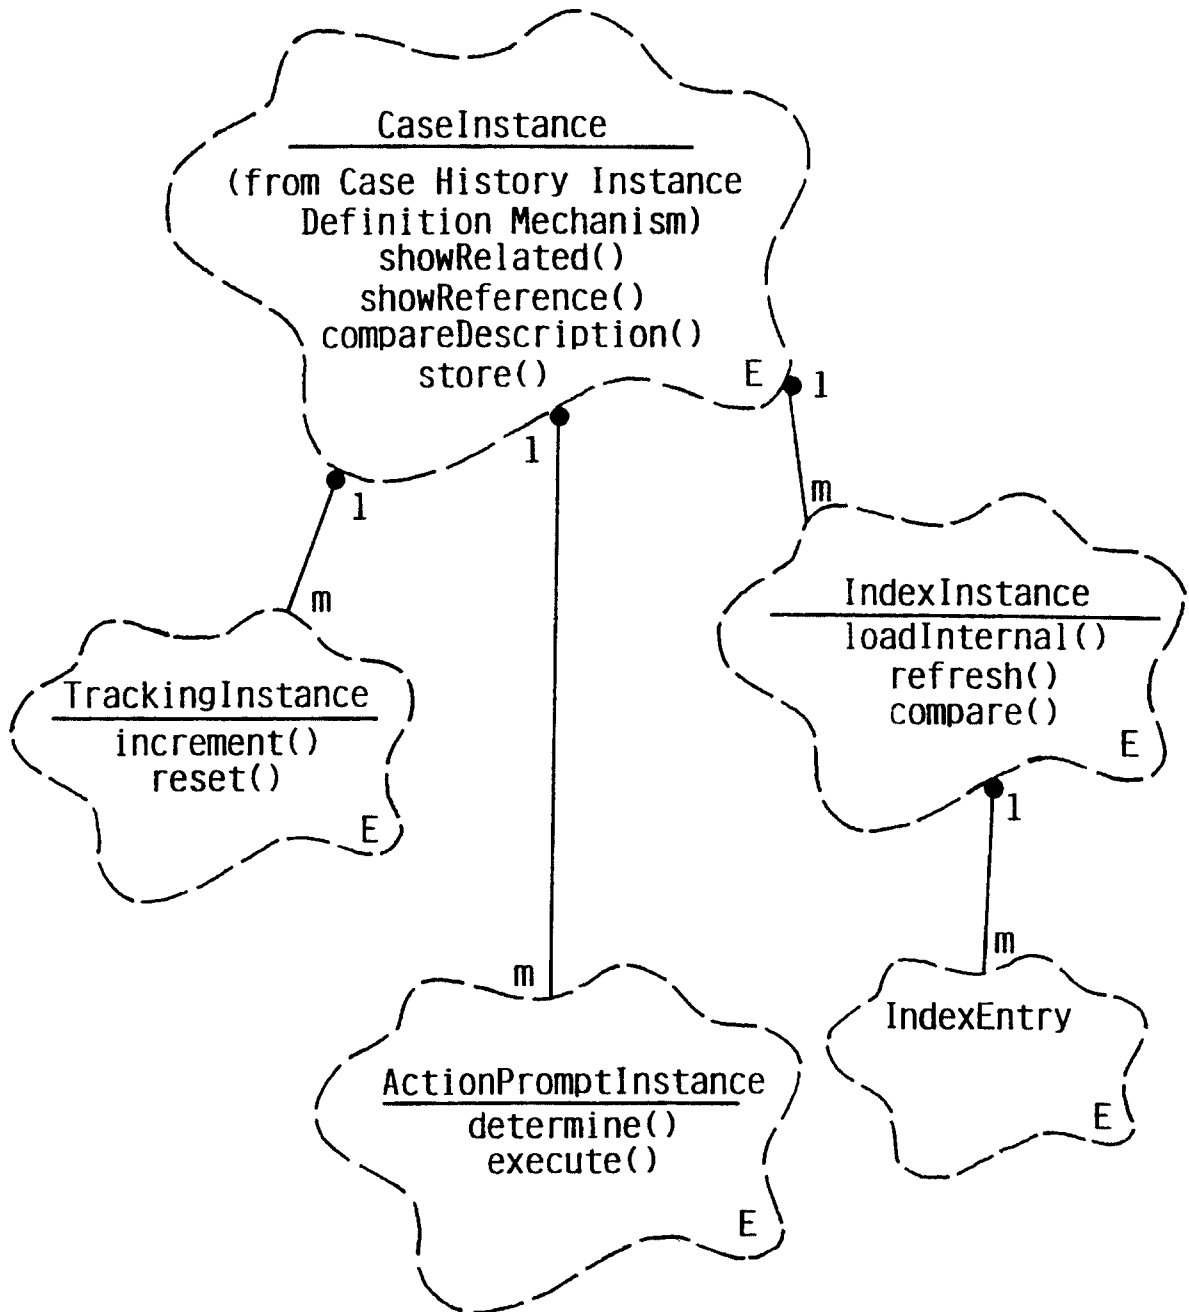 CaseInstance
(from Case History Instance
Definition Mechanism)
showRelated()
showReference()
compareDescription()
store()
E
1
1
1
m
m
IndexInstance
loadInternal()
refresh()
compare()
E
TrackingInstance
increment()
reset()
E
1
m
m
IndexEntry
E
ActionPromptInstance
determine()
execute()
E